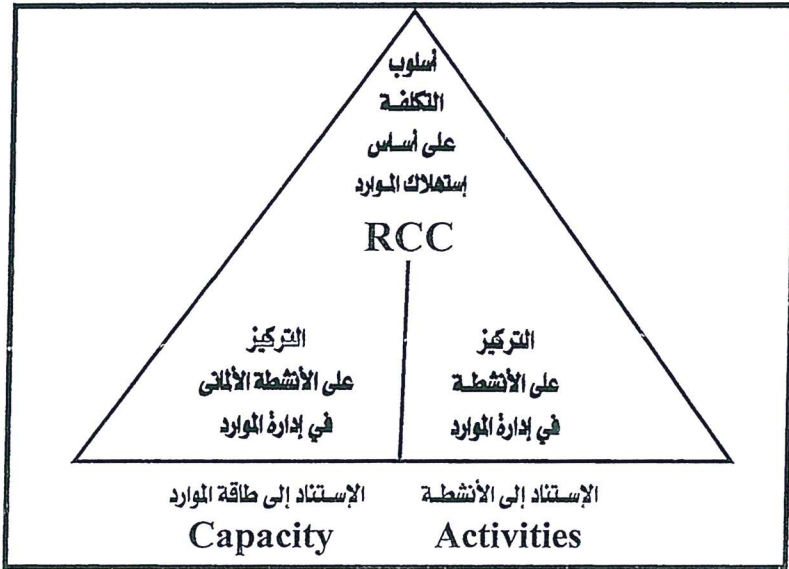 أسلوب
التكلفة
على أساس
إستهلاك الموارد
RCC
التركيز
على الأنشطة
في إدارة الموارد
التركيز
على الأنشطة الألمانى
في إدارة الموارد
الإستناد إلى الأنشطة
Activities
الإستناد إلى طاقة الموارد
Capacity